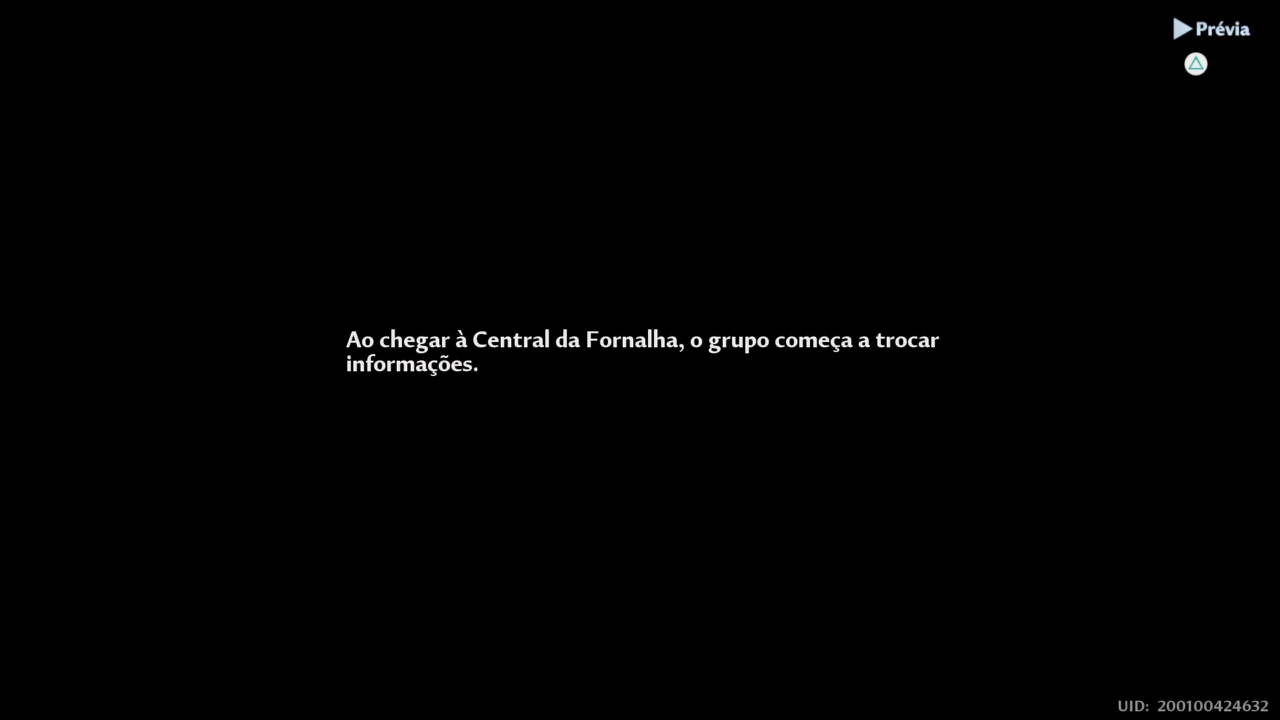 Prévia
Ao chegar à Central da Fornalha, o grupo começa a trocar
informações.
UID: 200100424632